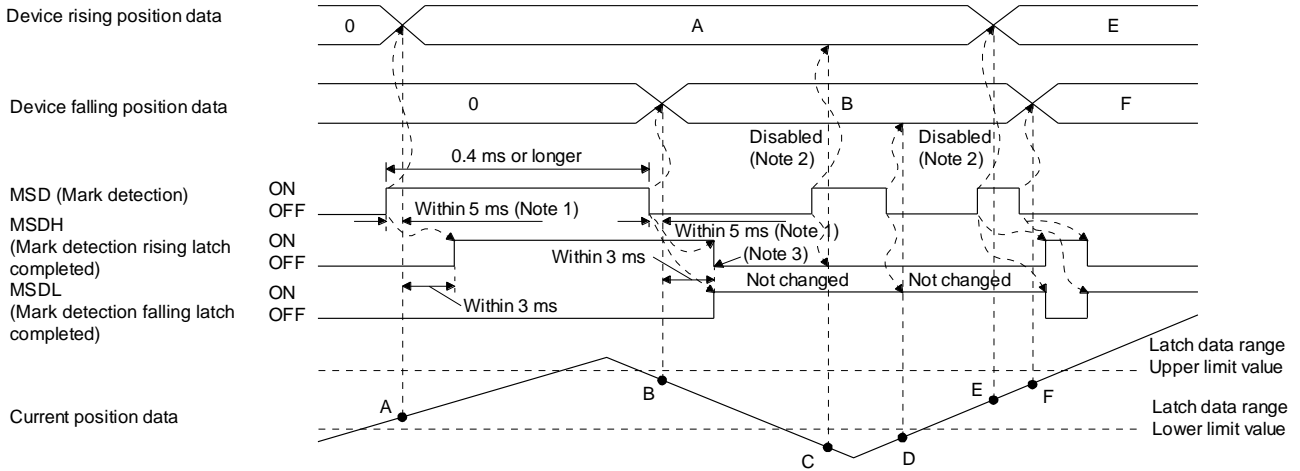 Device rising position data
0
A
E
Device falling position data
0
B
F
Disabled
(Note 2)
Disabled
(Note 2)
0.4 ms or longer
MSD (Mark detection)
ON
OFF
Within 5 ms (Note 1)
Within 5 ms (Note 1)
MSDH
(Mark detection rising latch
completed)
ON
OFF
(Note 3)
Within 3 ms
Not changed
Not changed
MSDL
(Mark detection falling latch
completed)
ON
OFF
Within 3 ms
Latch data range
Upper limit value
Current position data
A
B
E
F
Latch data range
Lower limit value
C
D